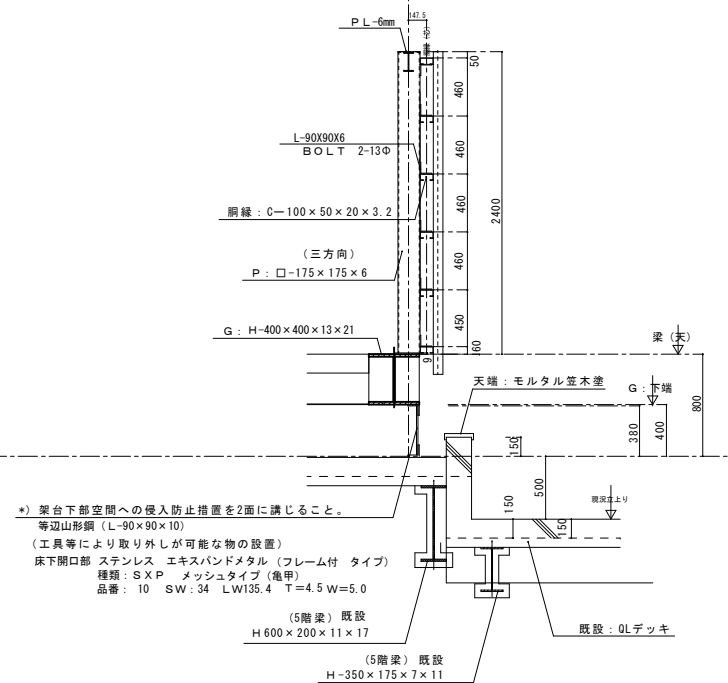 147.5
PL-6mm
50
460
L-90X90X6
BOLT 2-13Φ
460
胴縁：C－100×50×20×3.2
460
2400
（三方向）
P：□-175×175×6
460
G：H-400×400×13×21
450
60
9
梁（天）
天端：モルタル笠木塗
G：下端
800
150
380
400
*）架台下部空間への侵入防止措置を2面に講じること。
等辺山形鋼（L-90×90×10）
（工具等により取り外しが可能な物の設置）
床下開口部 ステンレス エキスパンドメタル（フレーム付 タイプ）
種類：SXP メッシュタイプ（亀甲）
品番： 10 SW：34 LW135.4 T=4.5 W=5.0
500
150
現況立上り
150
（5階梁）既設
H600×200×11×17
既設：QLデッキ
（5階梁）既設
H-350×175×7×11